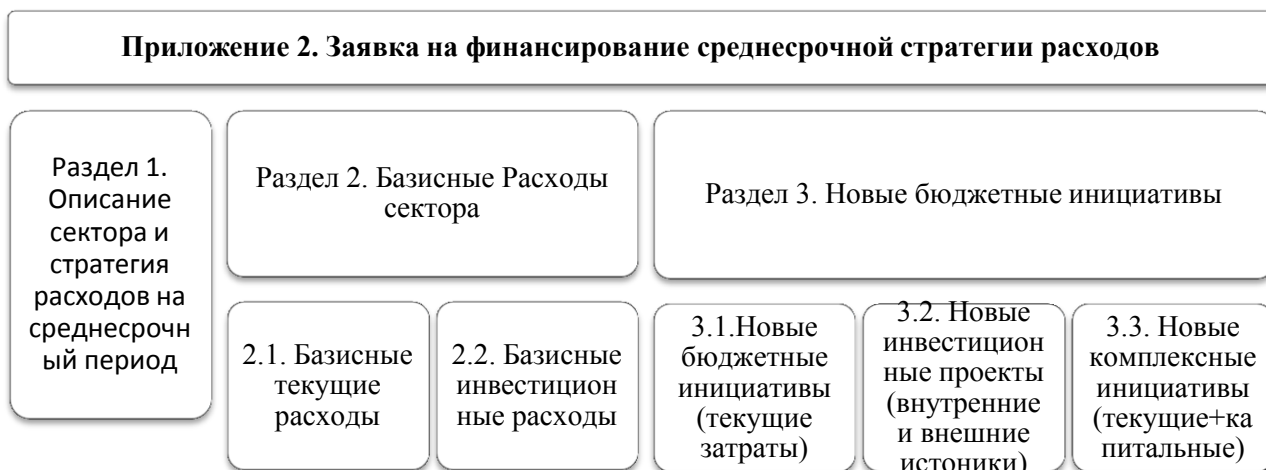 Приложение 2. Заявка на финансирование среднесрочной стратегии расходов
Раздел 1.
Описание
сектора и
стратегия
расходов на
среднесрочн
ый период
Раздел 2. Базисные Расходы
сектора
Раздел 3. Новые бюджетные инициативы
2.1. Базисные
текущие
расходы
2.2. Базисные
инвестицион
ные расходы
3.1.Новые
бюджетные
инициативы
(текущие
затраты)
3.2. Новые
инвестицион
ные проекты
(внутренние
и внешние
истоники)
3.3. Новые
комплексные
инициативы
(текущие+ка
питальные)